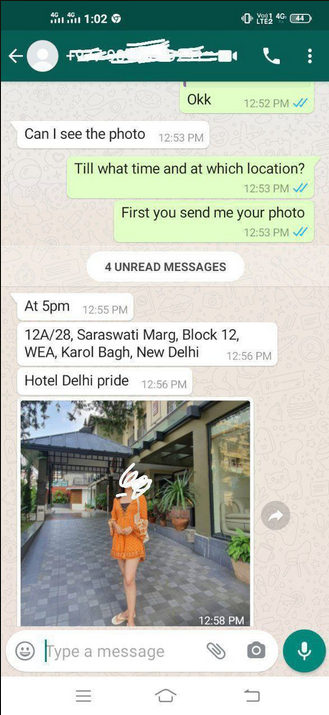 4G 4G 1:02 Vo 1 4G 44
LTE2
Okk 12:52 PM
Can I see the photo 12:53 PM
Till what time and at which location?
12:53 PM
First you send me your photo
12:53 PM
4 UNREAD MESSAGES
At 5pm 12:55 PM
12A/28, Saraswati Marg, Block 12,
WEA, Karol Bagh, New Delhi 12:56 PM
Hotel Delhi pride 12:56 PM
12:58 PM
Type a message